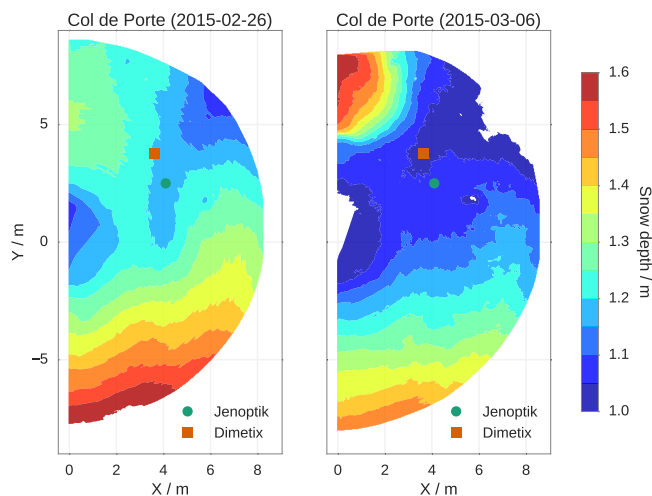 Col de Porte (2015-02-26)
Col de Porte (2015-03-06)
5
0
−5
Y / m
0 2 4 6 8
X / m
0 2 4 6 8
X / m
Jenoptik
Dimetix
Jenoptik
Dimetix
1.6
1.5
1.4
1.3
1.2
1.1
1.0
Snow depth / m